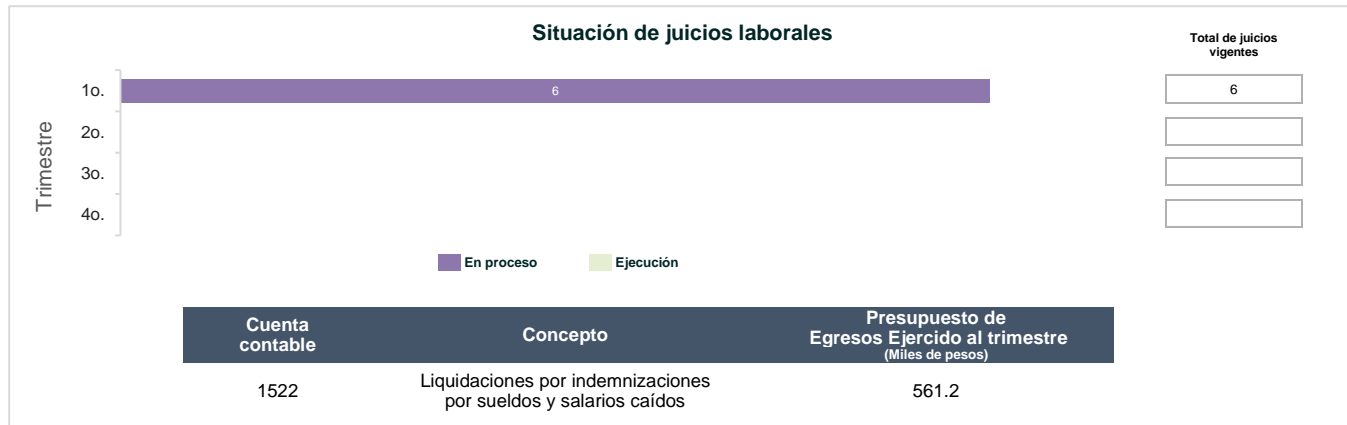 Situación de juicios laborales
Total de juicios
vigentes
Trimestre
1o.
6
6
2o.
3o.
4o.
En proceso
Ejecución
Cuenta
contable
Concepto
Presupuesto de
Egresos Ejercido al trimestre
(Miles de pesos)
1522
Liquidaciones por indemnizaciones
por sueldos y salarios caídos
561.2